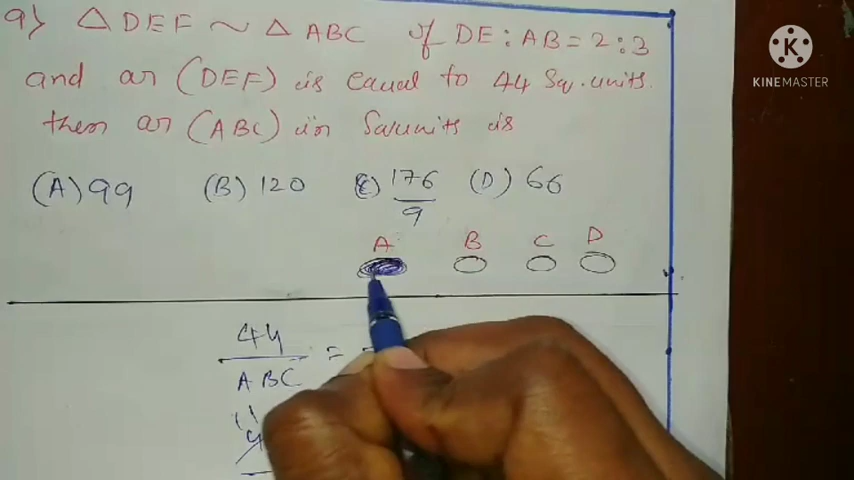 9) △ DEF ~ △ ABC if DE : AB = 2 : 3
and ar (DEF) is equal to 44 Sq. units.
then ar (ABC) in Sq units is
(A) 99 (B) 120 (C) 176/9 (D) 66
A B C D
44
ABC =
K
KINEMASTER